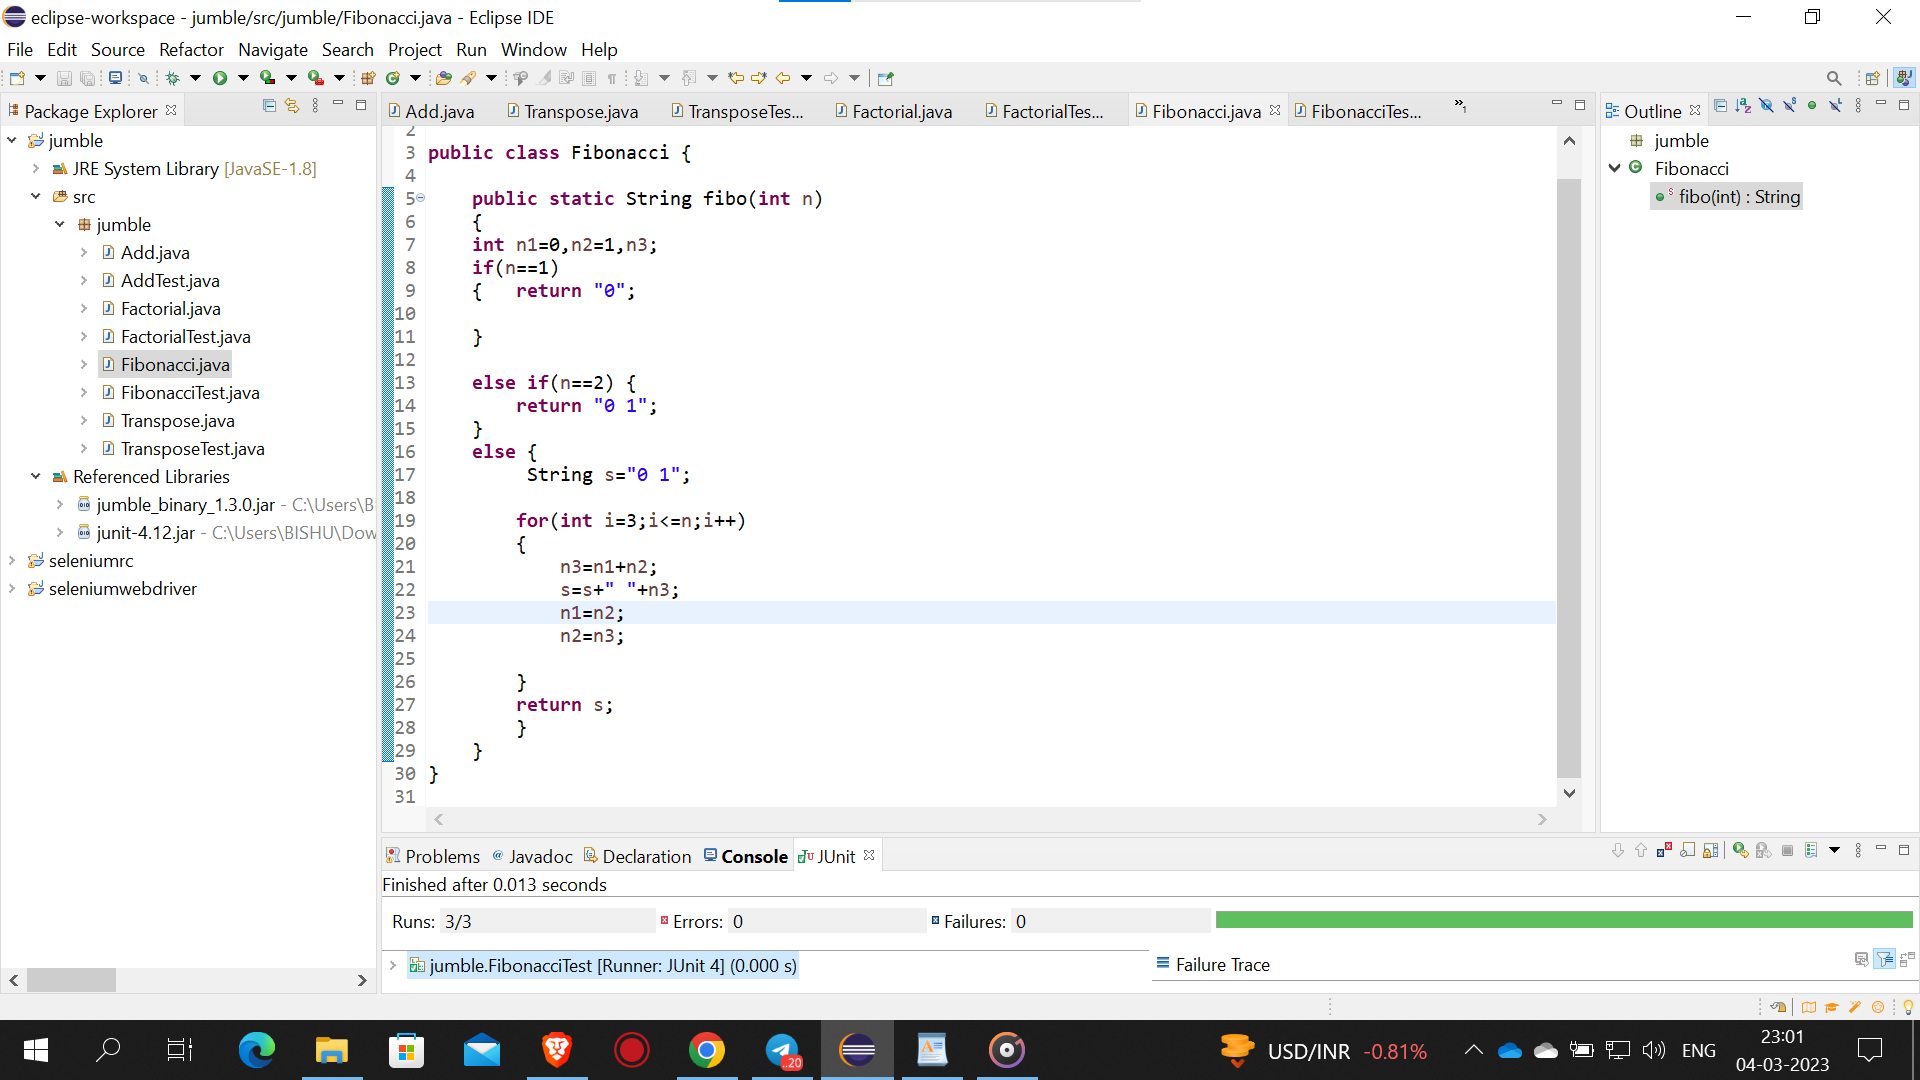 eclipse-workspace - jumble/src/jumble/Fibonacci.java - Eclipse IDE
File Edit Source Refactor Navigate Search Project Run Window Help
Package Explorer
jumble
JRE System Library [JavaSE-1.8]
src
jumble
Add.java
AddTest.java
Factorial.java
FactorialTest.java
Fibonacci.java
FibonacciTest.java
Transpose.java
TransposeTest.java
Referenced Libraries
jumble_binary_1.3.0.jar - C:\Users\B
junit-4.12.jar - C:\Users\BISHU\Dow
seleniumrc
seleniumwebdriver
Add.java Transpose.java TransposeTes... Factorial.java FactorialTes... Fibonacci.java FibonacciTes... »1
2
3 public class Fibonacci {
4
5 public static String fibo(int n)
6 {
7 int n1=0,n2=1,n3;
8 if(n==1)
9 { return "0";
10
11 }
12
13 else if(n==2) {
14 return "0 1";
15 }
16 else {
17 String s="0 1";
18
19 for(int i=3;i<=n;i++)
20 {
21 n3=n1+n2;
22 s=s+" "+n3;
23 n1=n2;
24 n2=n3;
25
26 }
27 return s;
28 }
29 }
30 }
31
Outline
jumble
Fibonacci
fibo(int) : String
Problems Javadoc Declaration Console JUnit
Finished after 0.013 seconds
Runs: 3/3 Errors: 0 Failures: 0
jumble.FibonacciTest [Runner: JUnit 4] (0.000 s)
Failure Trace
..20
USD/INR -0.81%
ENG
23:01
04-03-2023